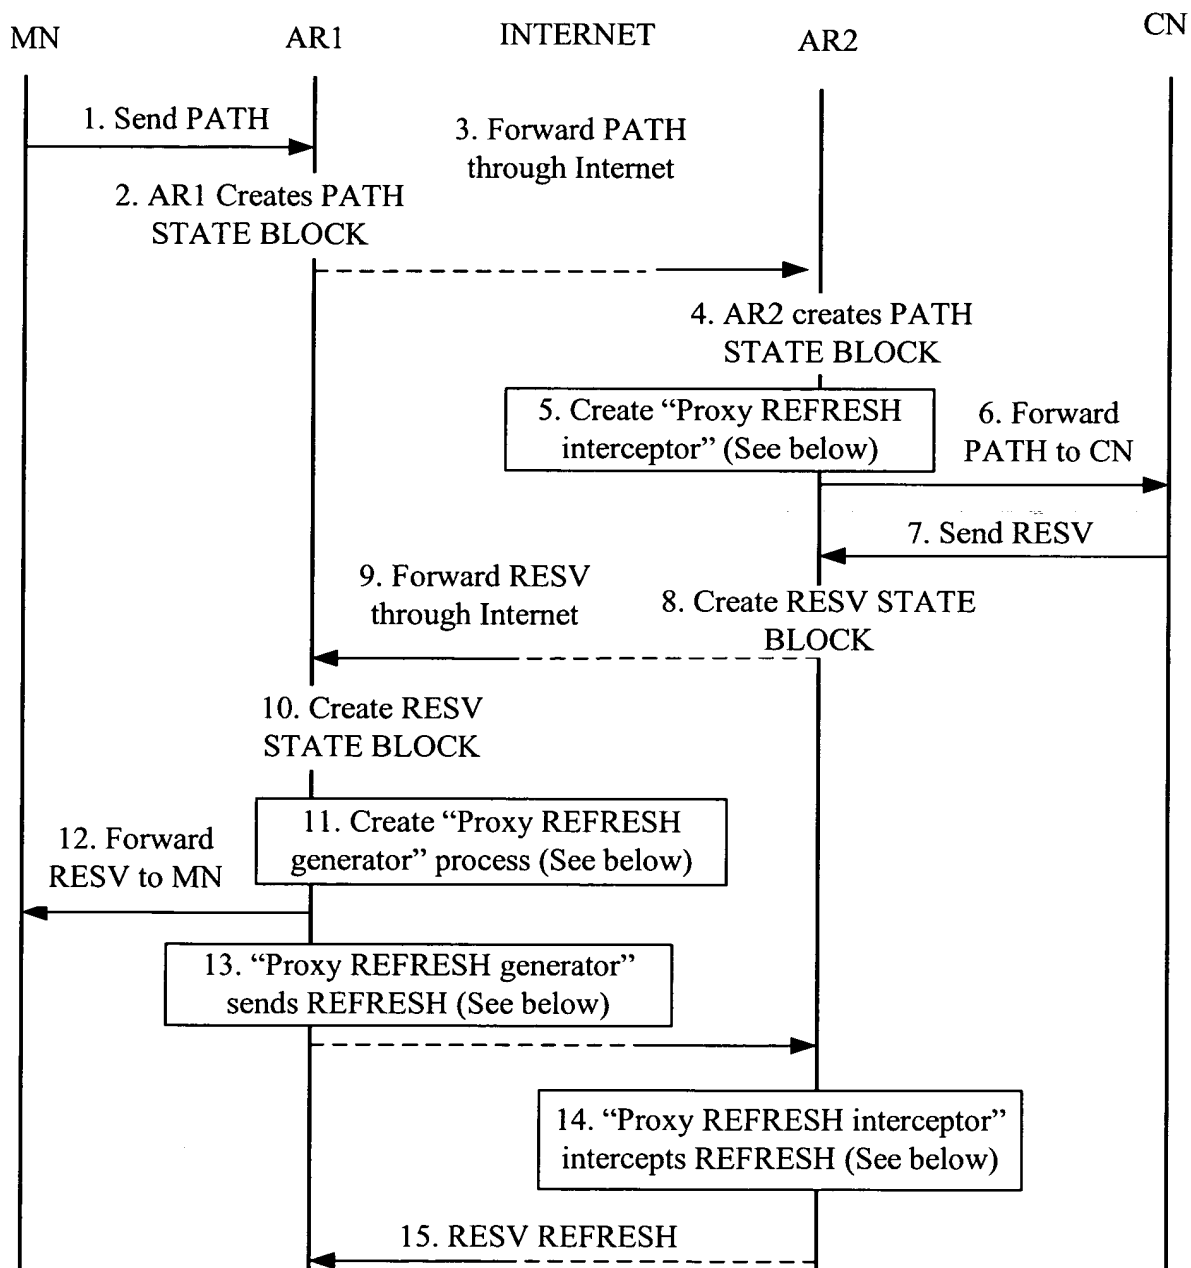 MN
AR1
INTERNET
AR2
CN
1. Send PATH
3. Forward PATH
through Internet
2. AR1 Creates PATH
STATE BLOCK
4. AR2 creates PATH
STATE BLOCK
5. Create “Proxy REFRESH
interceptor” (See below)
6. Forward
PATH to CN
7. Send RESV
9. Forward RESV
through Internet
8. Create RESV STATE
BLOCK
10. Create RESV
STATE BLOCK
11. Create “Proxy REFRESH
generator” process (See below)
12. Forward
RESV to MN
13. “Proxy REFRESH generator”
sends REFRESH (See below)
14. “Proxy REFRESH interceptor”
intercepts REFRESH (See below)
15. RESV REFRESH